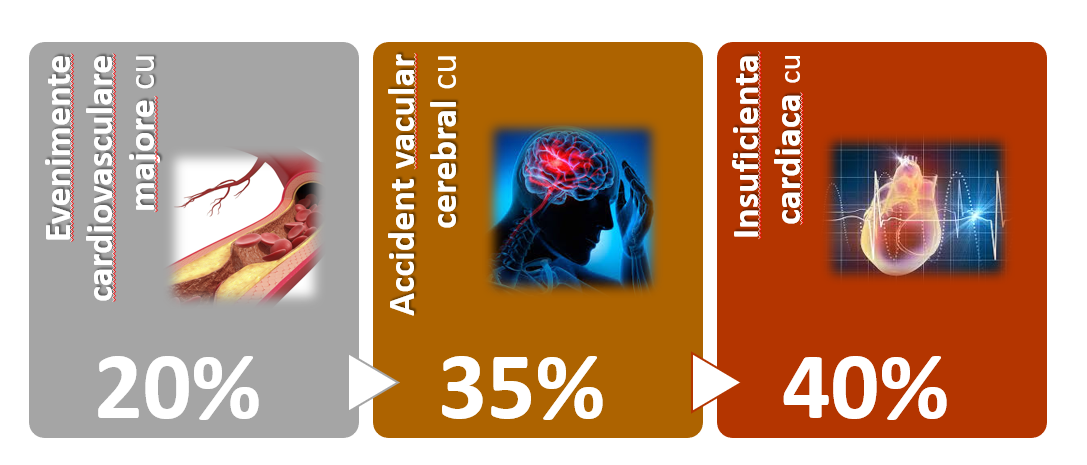 Evenimente
cardiovasculare
majore cu
20%
Accident vacular
cerebral cu
35%
Insuficienta
cardiaca cu
40%